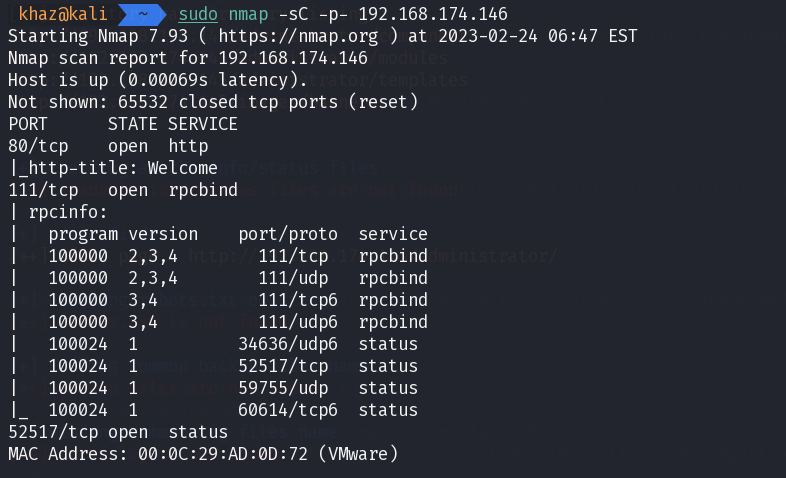 khaz@kali ~ sudo nmap -sC -p- 192.168.174.146
Starting Nmap 7.93 ( https://nmap.org ) at 2023-02-24 06:47 EST
Nmap scan report for 192.168.174.146
Host is up (0.00069s latency).
Not shown: 65532 closed tcp ports (reset)
PORT      STATE SERVICE
80/tcp    open  http
|_http-title: Welcome
111/tcp   open  rpcbind
| rpcinfo:
|   program version    port/proto  service
|   100000  2,3,4        111/tcp   rpcbind
|   100000  2,3,4        111/udp   rpcbind
|   100000  3,4          111/tcp6  rpcbind
|   100000  3,4          111/udp6  rpcbind
|   100024  1          34636/udp6  status
|   100024  1          52517/tcp   status
|   100024  1          59755/udp   status
|_  100024  1          60614/tcp6  status
52517/tcp open  status
MAC Address: 00:0C:29:AD:0D:72 (VMware)